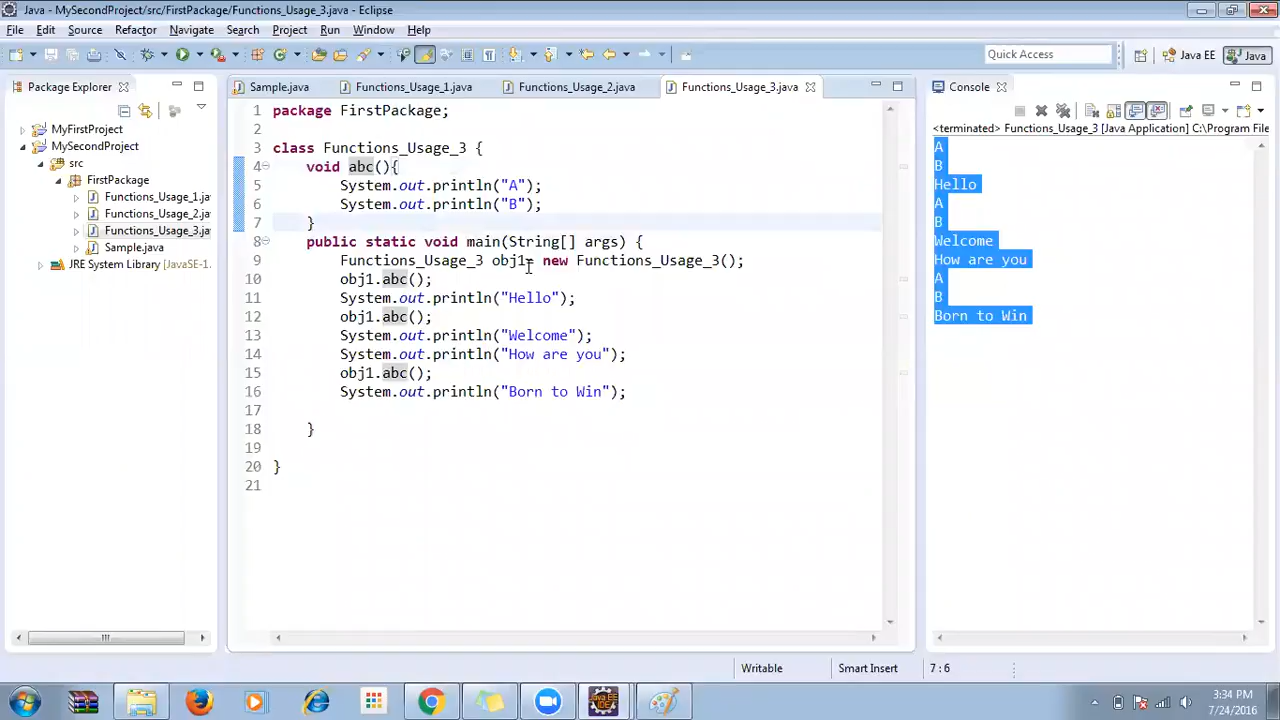 Java - MySecondProject/src/FirstPackage/Functions_Usage_3.java - Eclipse
File Edit Source Refactor Navigate Search Project Run Window Help
Quick Access
Java EE
Java
Package Explorer
MyFirstProject
MySecondProject
src
FirstPackage
Functions_Usage_1.ja
Functions_Usage_2.ja
Functions_Usage_3.ja
Sample.java
JRE System Library [JavaSE-1.
Sample.java Functions_Usage_1.java Functions_Usage_2.java Functions_Usage_3.java
1 package FirstPackage;
2
3 class Functions_Usage_3 {
4 void abc(){
5 System.out.println("A");
6 System.out.println("B");
7 }
8 public static void main(String[] args) {
9 Functions_Usage_3 obj1= new Functions_Usage_3();
10 obj1.abc();
11 System.out.println("Hello");
12 obj1.abc();
13 System.out.println("Welcome");
14 System.out.println("How are you");
15 obj1.abc();
16 System.out.println("Born to Win");
17
18 }
19
20 }
21
Console
<terminated> Functions_Usage_3 [Java Application] C:\Program File
A
B
Hello
A
B
Welcome
How are you
A
B
Born to Win
Writable Smart Insert 7 : 6
3:34 PM
7/24/2016